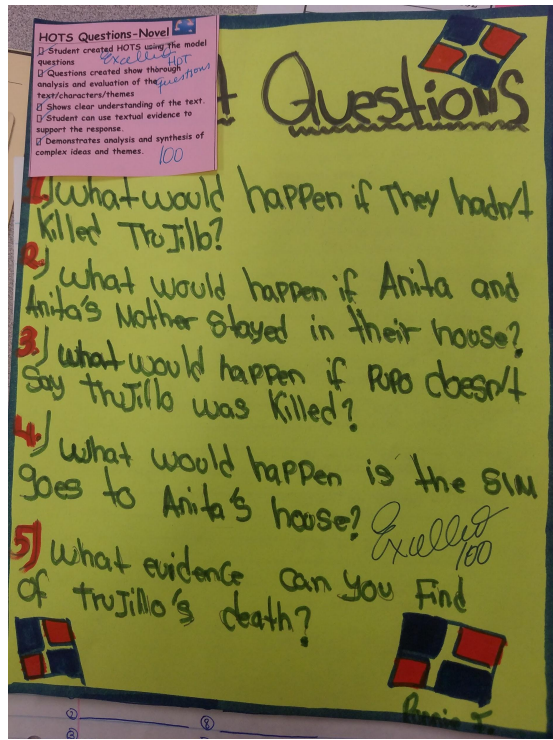 HOTS Questions-Novel
Student created HOTS using the model
questions
Excellent
HOT
questions
Questions created show thorough
analysis and evaluation of the
text/characters/themes
Shows clear understanding of the text.
Student can use textual evidence to
support the response.
Demonstrates analysis and synthesis of
complex ideas and themes.
100
Questions
1.) What would happen if They hadn't
Killed Trujillo?
2.) What would happen if Anita and
Anita's Mother stayed in their house?
3.) What would happen if PuPo doesn't
Say truJillo was Killed?
4.) What would happen is the SIM
goes to Anita's house?
Excellent
100
5) What evidence can you Find
of truJillo's death?
2
8
3